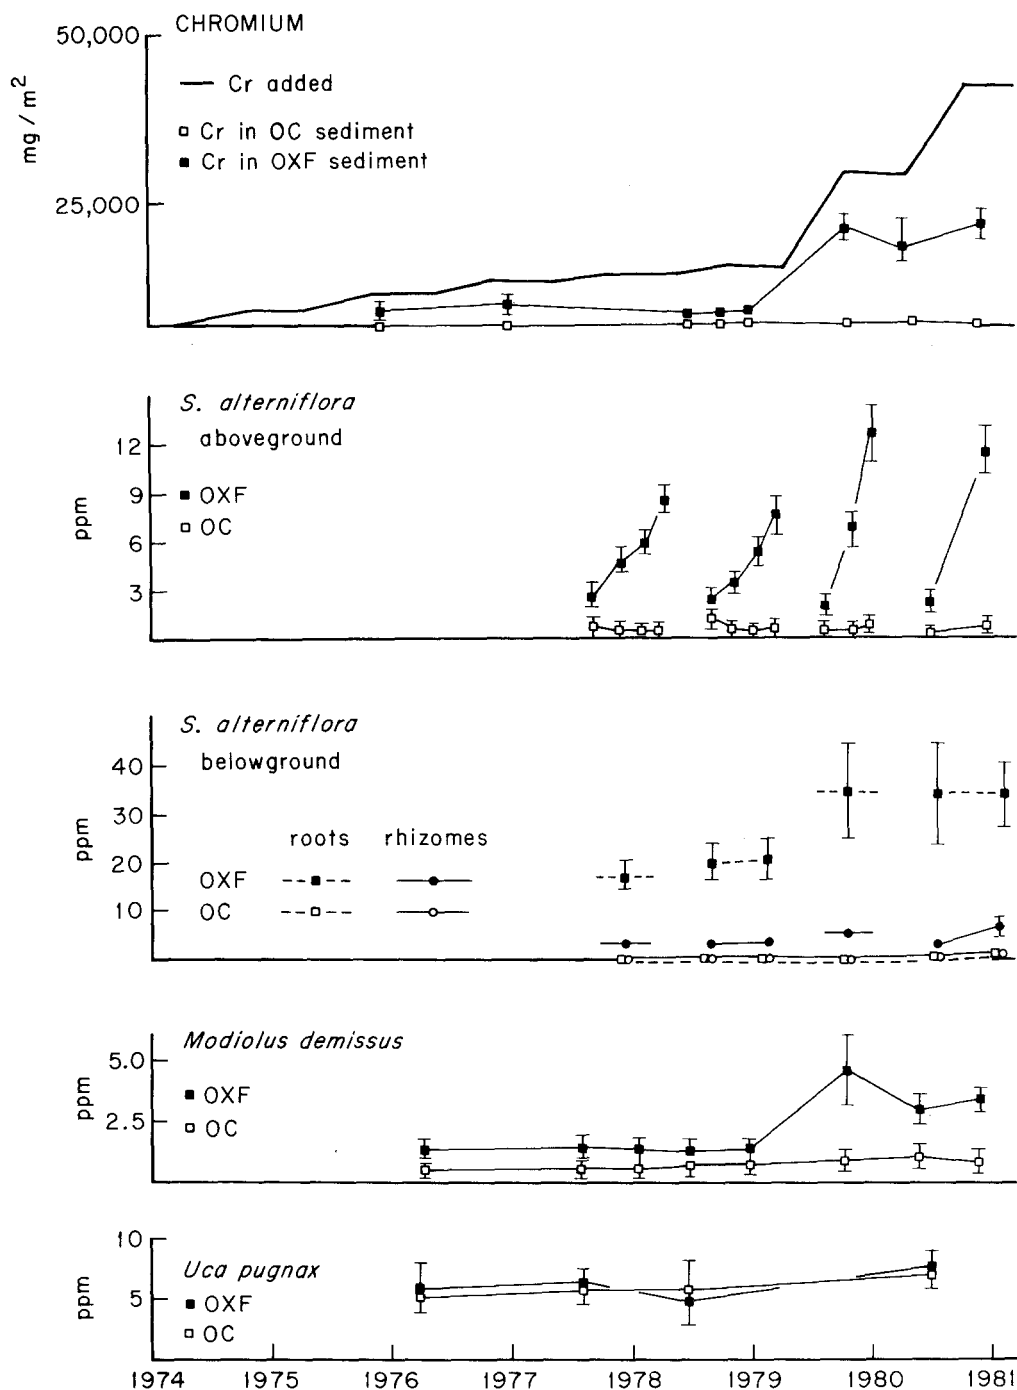 CHROMIUM
50,000
25,000
mg / m²
Cr added
Cr in OC sediment
Cr in OXF sediment
S. alterniflora
aboveground
12
9
6
3
ppm
OXF
OC
S. alterniflora
belowground
40
30
20
10
ppm
roots rhizomes
OXF
OC
Modiolus demissus
5.0
2.5
ppm
OXF
OC
10
5
ppm
Uca pugnax
OXF
OC
1974 1975 1976 1977 1978 1979 1980 1981